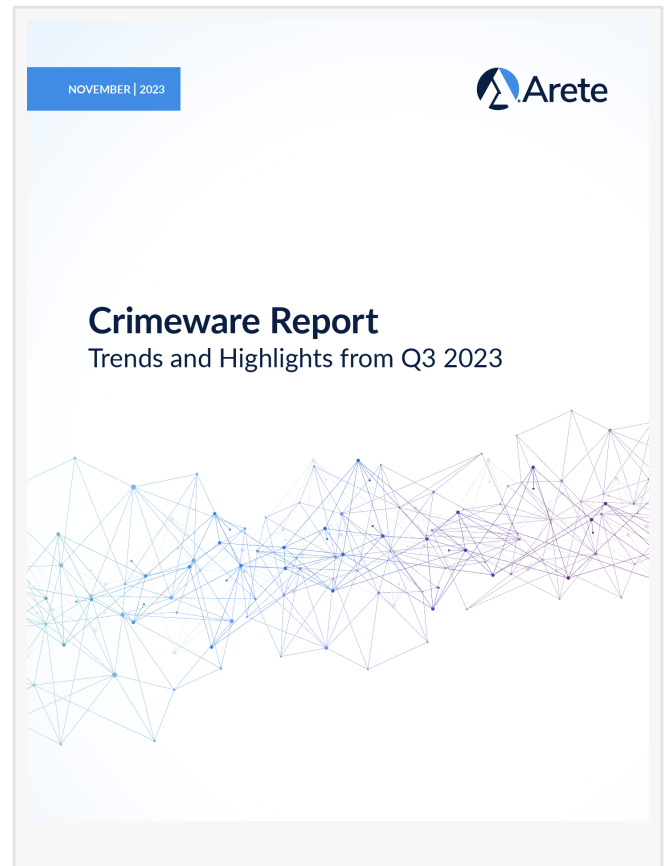 NOVEMBER | 2023
Arete
Crimeware Report
Trends and Highlights from Q3 2023